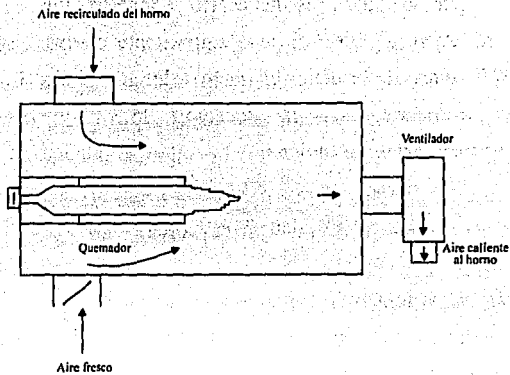 Aire recirculado del horno
Ventilador
Quemador
Aire caliente
al horno
Aire fresco